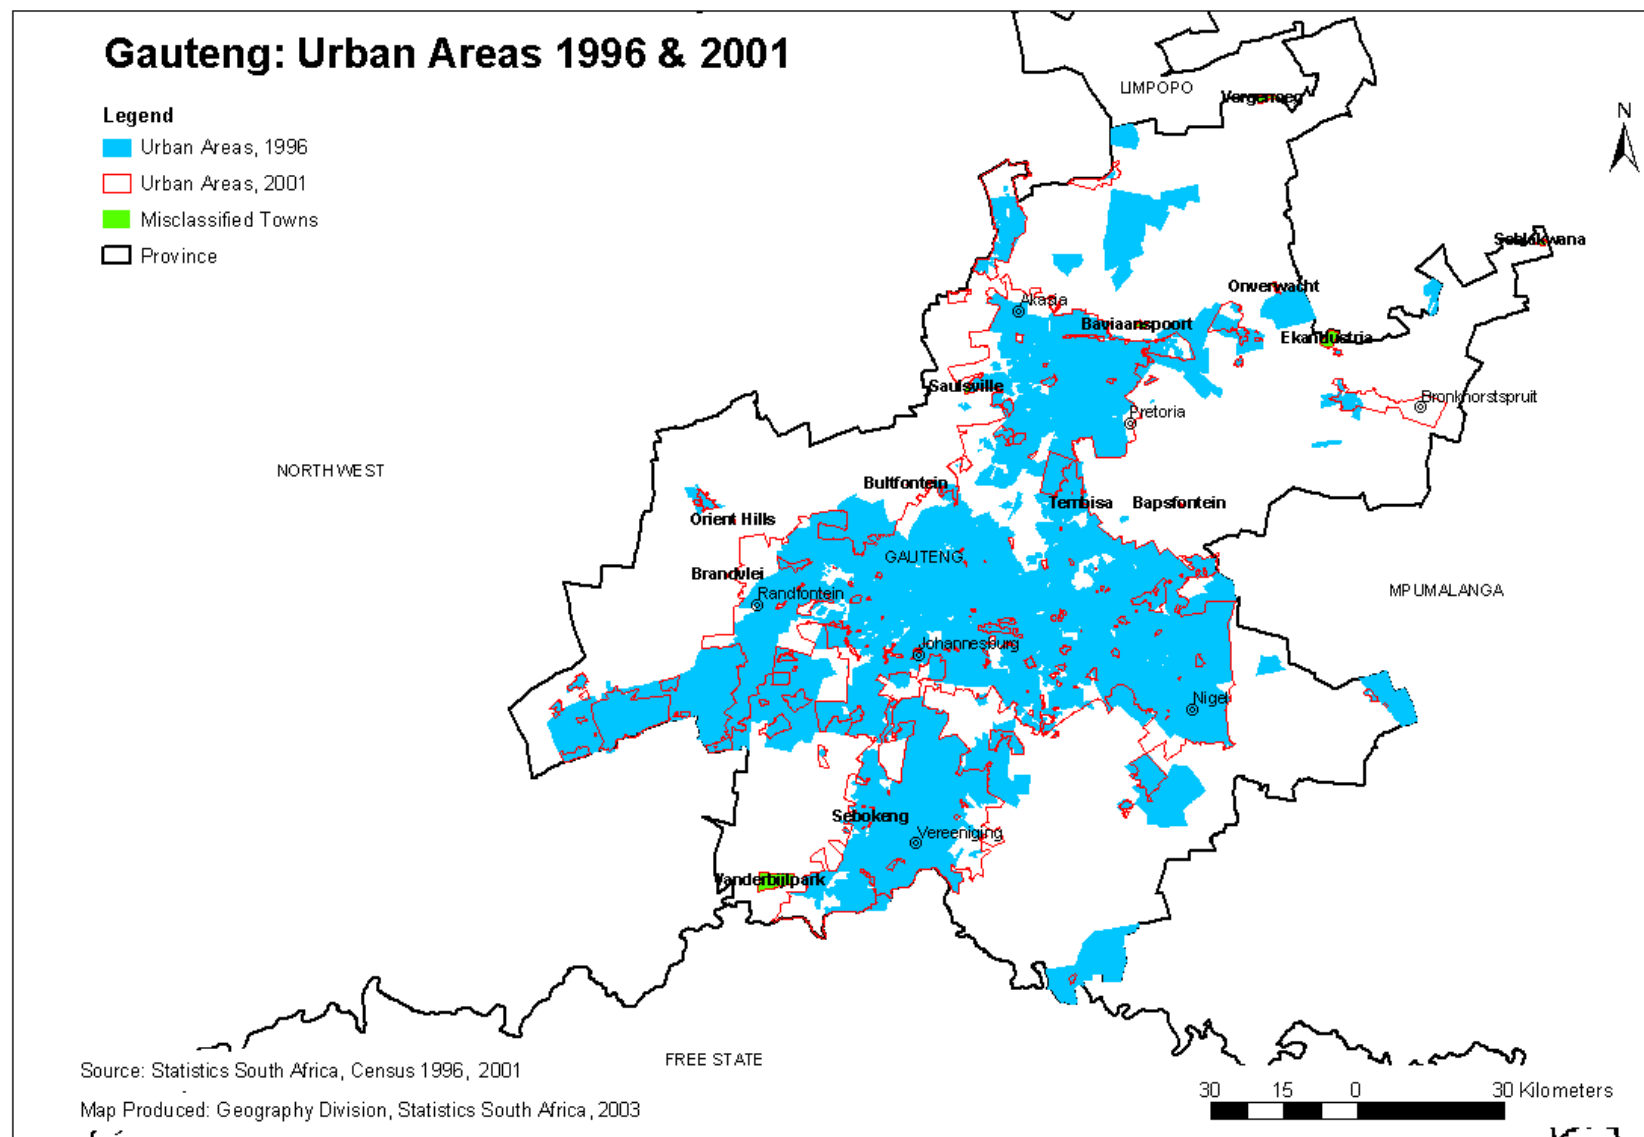 Gauteng: Urban Areas 1996 & 2001
Legend
Urban Areas, 1996
Urban Areas, 2001
Misclassified Towns
Province
N
LIMPOPO
Vergenoeg
Seblakwana
Onverwacht
Akasia
Baviaanspoort
Ekandustria
Saulsville
Bronkhorstspruit
Pretoria
NORTH WEST
Bultfontein
Tembisa
Bapsfontein
Orient Hills
GAUTENG
Brandvlei
Randfontein
MPUMALANGA
Johannesburg
Nigel
Sebokeng
Vereeniging
Vanderbijlpark
FREE STATE
Source: Statistics South Africa, Census 1996, 2001
30 15 0 30 Kilometers
Map Produced: Geography Division, Statistics South Africa, 2003